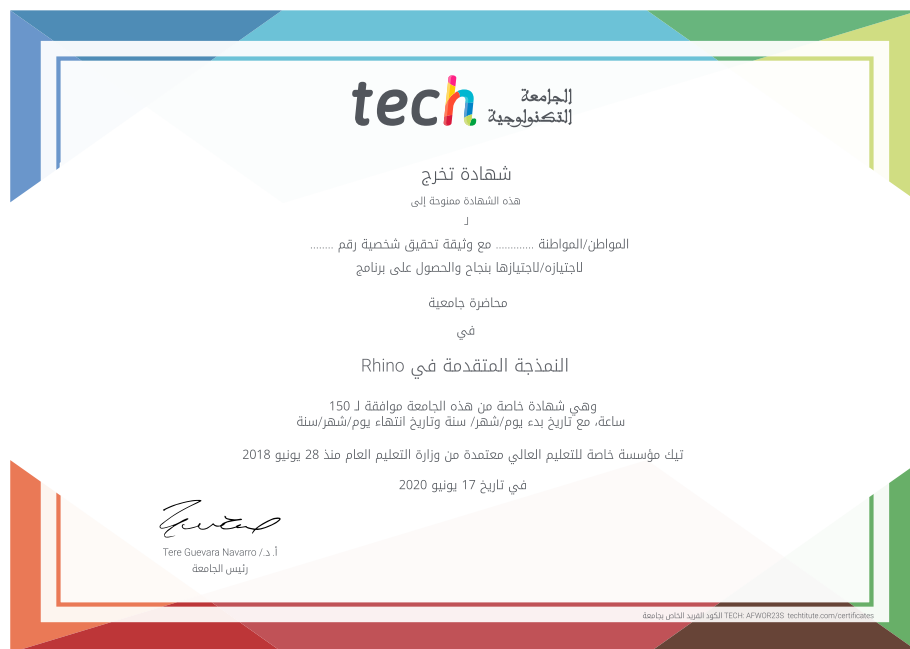 tech الجامعة
التكنولوجية
شهادة تخرج
هذه الشهادة ممنوحة إلى
لـ
المواطن/المواطنة ............. مع وثيقة تحقيق شخصية رقم ........
لاجتيازه/لاجتيازها بنجاح والحصول على برنامج
محاضرة جامعية
في
النمذجة المتقدمة في Rhino
وهي شهادة خاصة من هذه الجامعة موافقة لـ 150
ساعة، مع تاريخ بدء يوم/شهر/ سنة وتاريخ انتهاء يوم/شهر/سنة
تيك مؤسسة خاصة للتعليم العالي معتمدة من وزارة التعليم العام منذ 28 يونيو 2018
في تاريخ 17 يونيو 2020
أ. د./ Tere Guevara Navarro
رئيس الجامعة
الكود الفريد الخاص بجامعة TECH: AFWOR23S techtitute.com/certificates